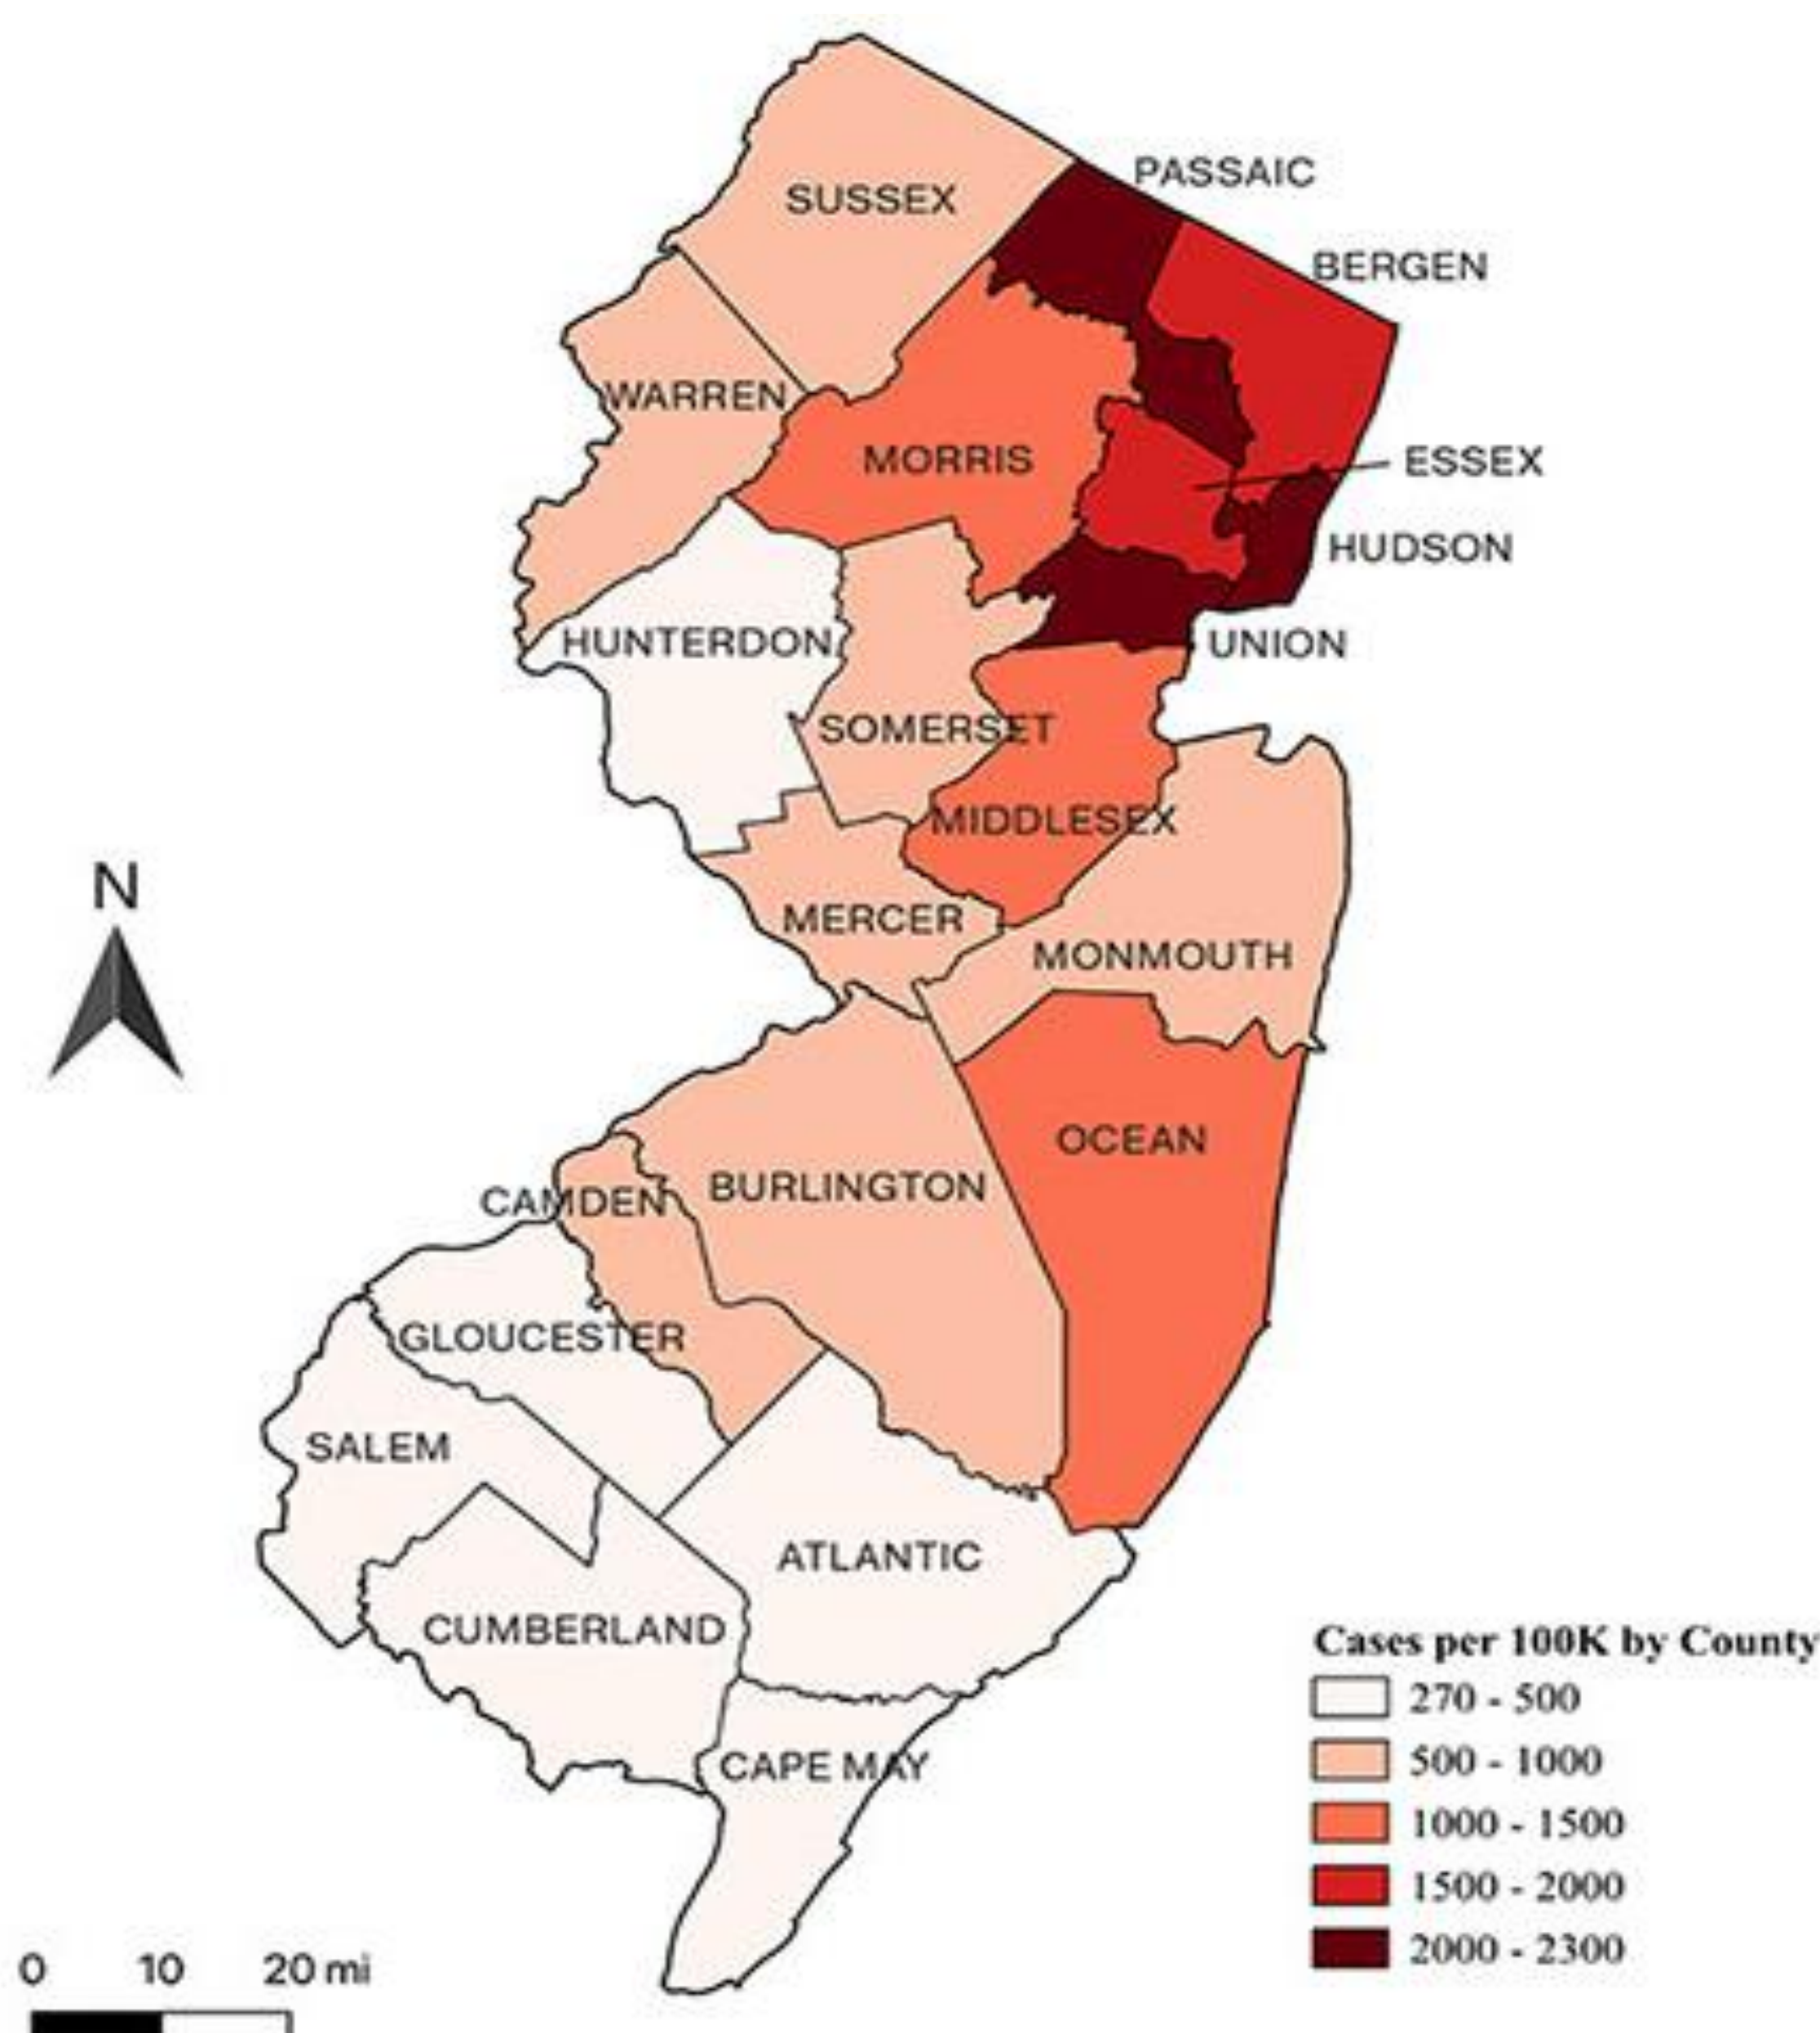 PASSAIC
SUSSEX
BERGEN
WARREN
MORRIS
ESSEX
HUDSON
HUNTERDON
UNION
SOMERSET
MIDDLESEX
N
MERCER
MONMOUTH
OCEAN
CAMDEN
BURLINGTON
GLOUCESTER
SALEM
ATLANTIC
CUMBERLAND
CAPE MAY
Cases per 100K by County
270 - 500
500 - 1000
1000 - 1500
1500 - 2000
2000 - 2300
0 10 20 mi